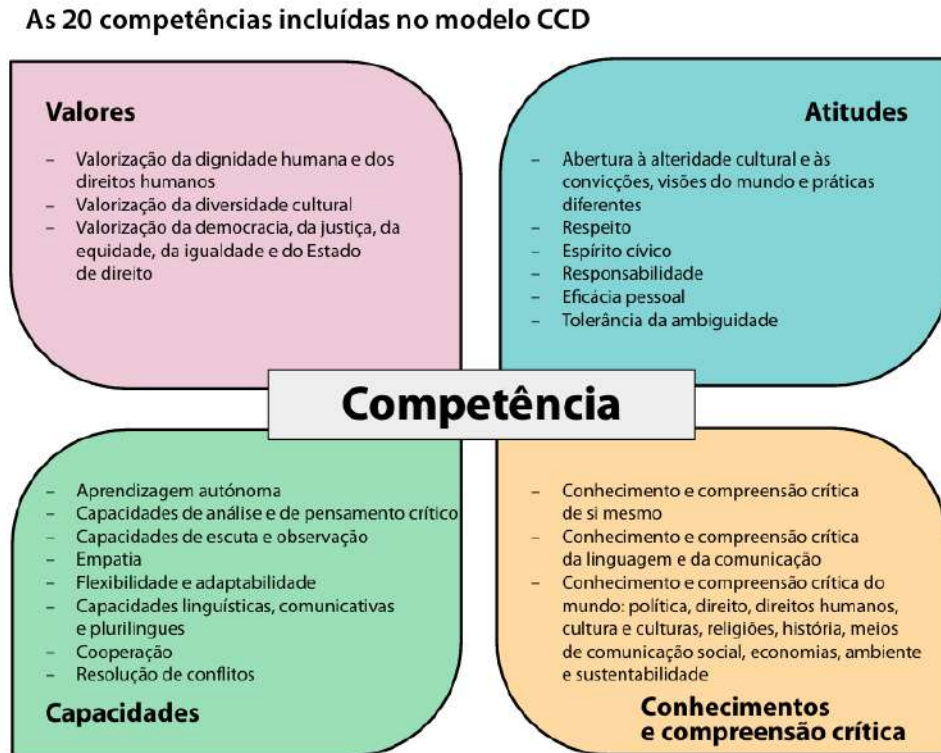 As 20 competências incluídas no modelo CCD
Valores
– Valorização da dignidade humana e dos
direitos humanos
– Valorização da diversidade cultural
– Valorização da democracia, da justiça, da
equidade, da igualdade e do Estado
de direito
Atitudes
– Abertura à alteridade cultural e às
convicções, visões do mundo e práticas
diferentes
– Respeito
– Espírito cívico
– Responsabilidade
– Eficácia pessoal
– Tolerância da ambiguidade
Competência
– Aprendizagem autónoma
– Capacidades de análise e de pensamento crítico
– Capacidades de escuta e observação
– Empatia
– Flexibilidade e adaptabilidade
– Capacidades linguísticas, comunicativas
e plurilingues
– Cooperação
– Resolução de conflitos
Capacidades
– Conhecimento e compreensão crítica
de si mesmo
– Conhecimento e compreensão crítica
da linguagem e da comunicação
– Conhecimento e compreensão crítica do
mundo: política, direito, direitos humanos,
cultura e culturas, religiões, história, meios
de comunicação social, economias, ambiente
e sustentabilidade
Conhecimentos
e compreensão crítica